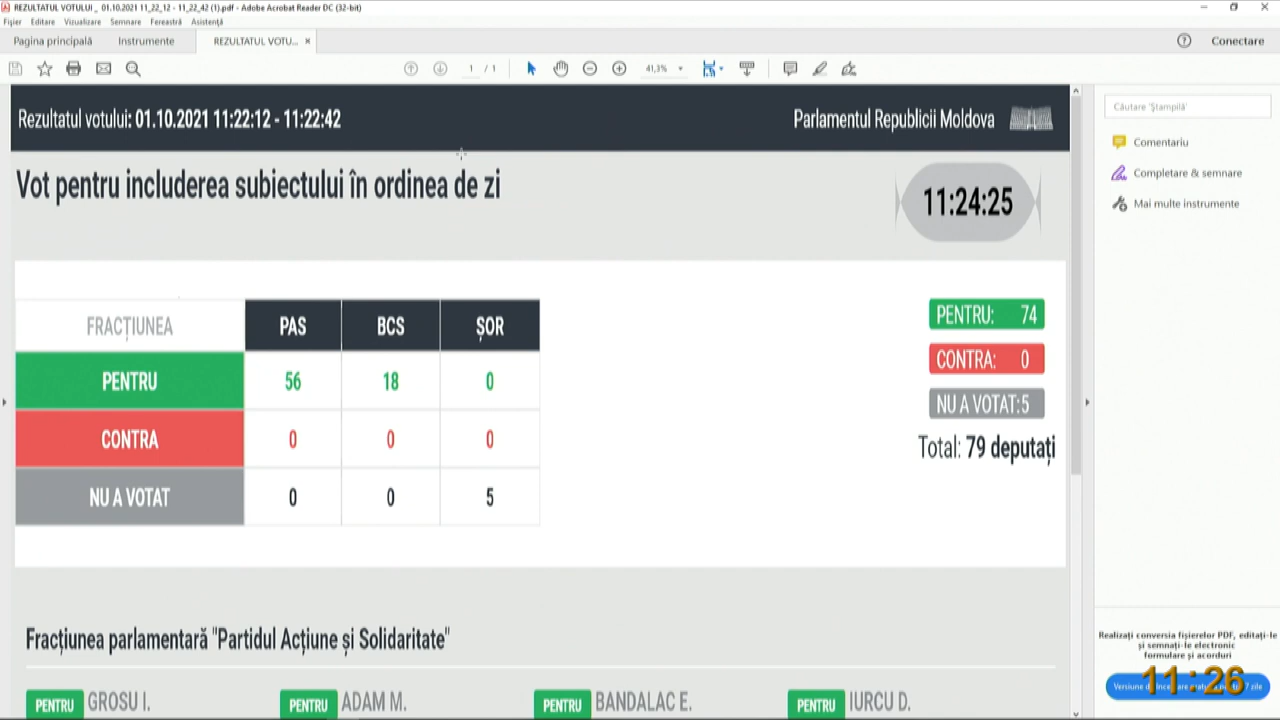 REZULTATUL VOTULUI _ 01.10.2021 11_22_12 - 11_22_42 (1).pdf - Adobe Acrobat Reader DC (32-bit)
Fișier Editare Vizualizare Semnare Fereastră Asistență
Pagina principală Instrumente REZULTATUL VOTU... × Conectare
1 / 1 41,3%
Rezultatul votului: 01.10.2021 11:22:12 - 11:22:42 Parlamentul Republicii Moldova
Vot pentru includerea subiectului în ordinea de zi
11:24:25
FRACȚIUNEA PAS BCS ȘOR
PENTRU 56 18 0
CONTRA 0 0 0
NU A VOTAT 0 0 5
PENTRU: 74
CONTRA: 0
NU A VOTAT:5
Total: 79 deputați
Fracțiunea parlamentară "Partidul Acțiune și Solidaritate"
PENTRU GROSU I. PENTRU ADAM M. PENTRU BANDALAC E. PENTRU IURCU D.
Căutare 'Ștampilă'
Comentariu
Completare & semnare
Mai multe instrumente
Realizați conversia fișierelor PDF, editați-le
și semnați-le electronic
formulare și acorduri
Versiune de 7 zile
11:26